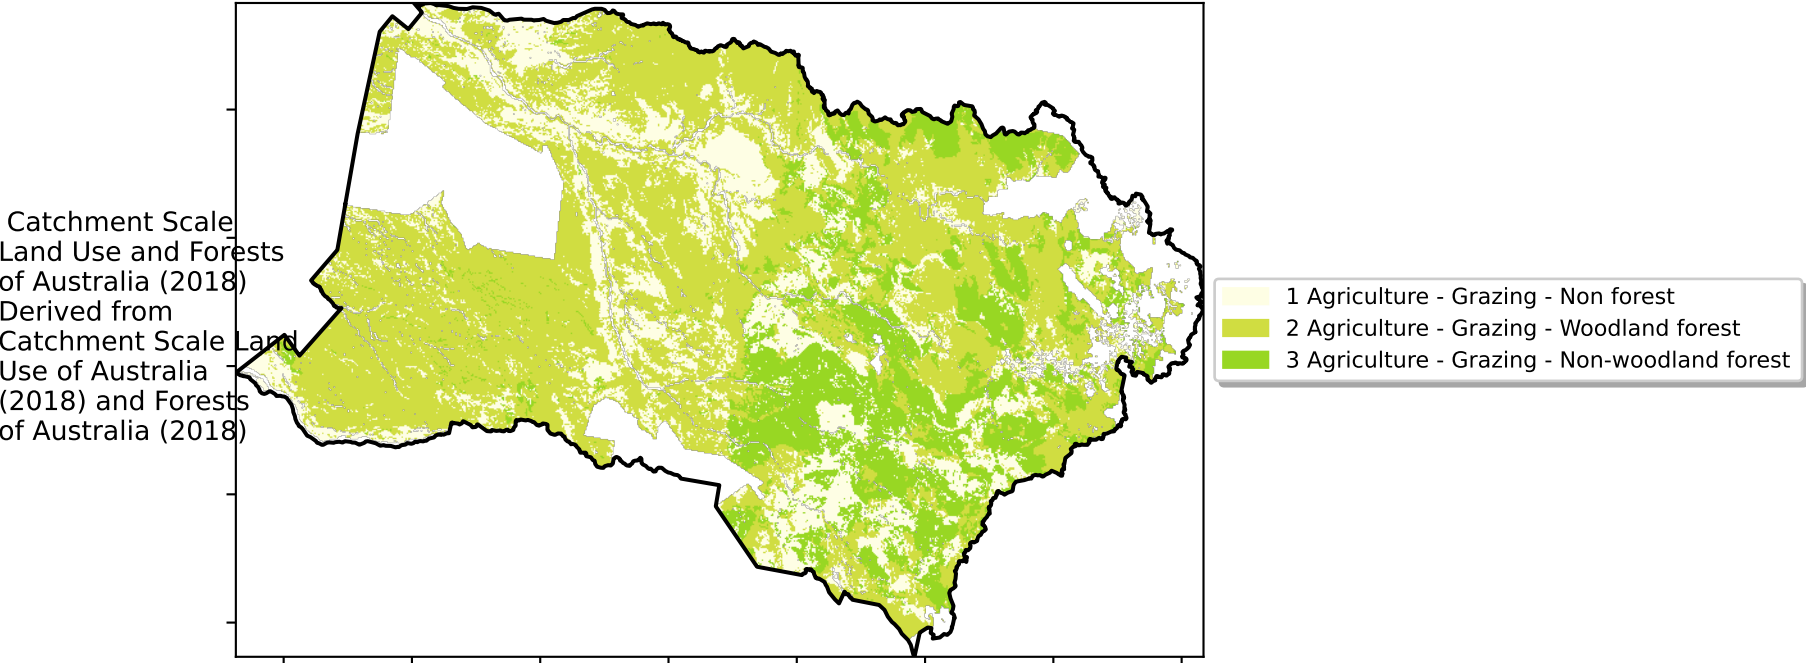 Catchment Scale
Land Use and Forests
of Australia (2018)
Derived from
Catchment Scale Land
Use of Australia
(2018) and Forests
of Australia (2018)
1 Agriculture - Grazing - Non forest
2 Agriculture - Grazing - Woodland forest
3 Agriculture - Grazing - Non-woodland forest